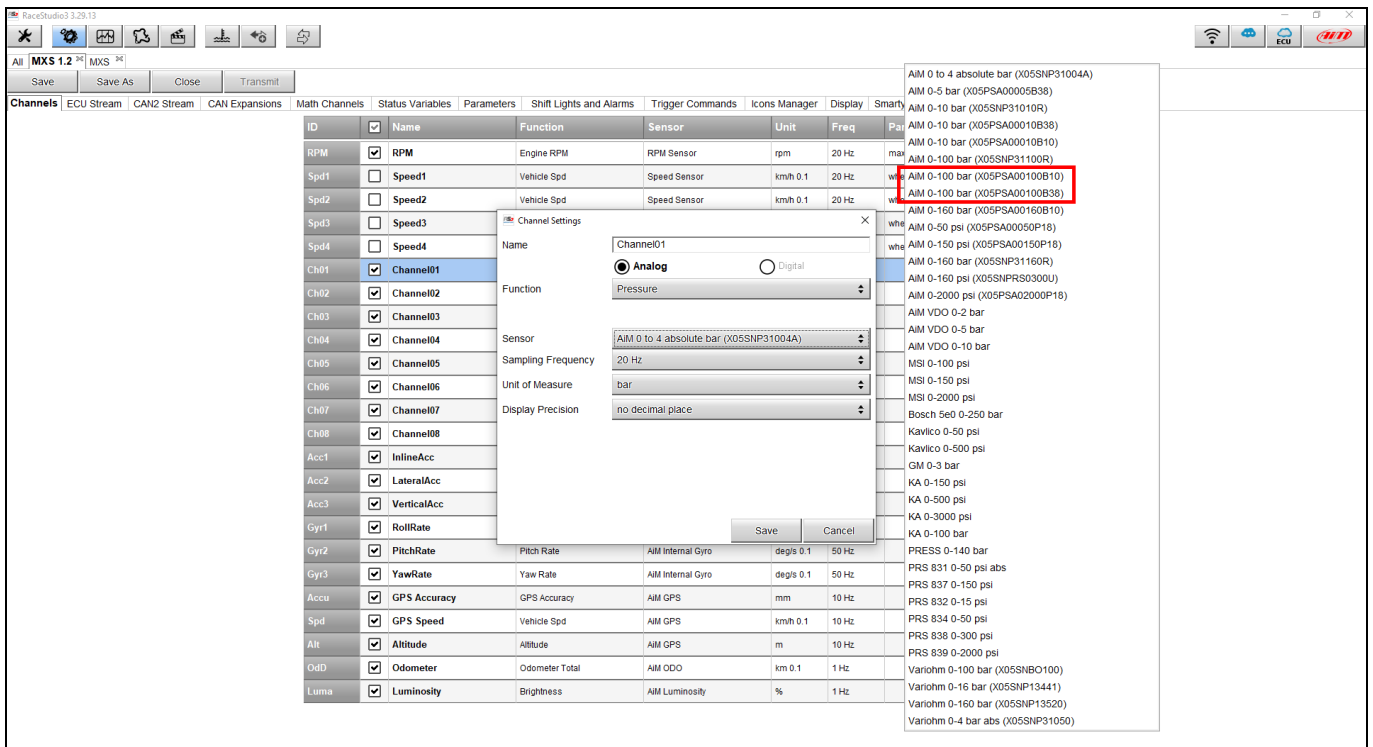 RaceStudio3 3.29.13
ECU
AiM
All MXS 1.2 MXS
Save Save As Close Transmit
Channels ECU Stream CAN2 Stream CAN Expansions Math Channels Status Variables Parameters Shift Lights and Alarms Trigger Commands Icons Manager Display Smarty
ID Name Function Sensor Unit Freq
RPM RPM Engine RPM RPM Sensor rpm 20 Hz
Spd1 Speed1 Vehicle Spd Speed Sensor km/h 0.1 20 Hz
Spd2 Speed2 Vehicle Spd Speed Sensor km/h 0.1 20 Hz
Spd3 Speed3
Spd4 Speed4
Ch01 Channel01
Ch02 Channel02
Ch03 Channel03
Ch04 Channel04
Ch05 Channel05
Ch06 Channel06
Ch07 Channel07
Ch08 Channel08
Acc1 InlineAcc
Acc2 LateralAcc
Acc3 VerticalAcc
Gyr1 RollRate
Gyr2 PitchRate Pitch Rate AiM Internal Gyro deg/s 0.1 50 Hz
Gyr3 YawRate Yaw Rate AiM Internal Gyro deg/s 0.1 50 Hz
Accu GPS Accuracy GPS Accuracy AiM GPS mm 10 Hz
Spd GPS Speed Vehicle Spd AiM GPS km/h 0.1 10 Hz
Alt Altitude Altitude AiM GPS m 10 Hz
OdD Odometer Odometer Total AiM ODO km 0.1 1 Hz
Luma Luminosity Brightness AiM Luminosity % 1 Hz
Channel Settings
Name Channel01
Analog Digital
Function Pressure
Sensor AiM 0 to 4 absolute bar (X05SNP31004A)
Sampling Frequency 20 Hz
Unit of Measure bar
Display Precision no decimal place
Save Cancel
AiM 0 to 4 absolute bar (X05SNP31004A)
AiM 0-5 bar (X05PSA00005B38)
AiM 0-10 bar (X05SNP31010R)
AiM 0-10 bar (X05PSA00010B38)
AiM 0-10 bar (X05PSA00010B10)
AiM 0-100 bar (X05SNP31100R)
AiM 0-100 bar (X05PSA00100B10)
AiM 0-100 bar (X05PSA00100B38)
AiM 0-160 bar (X05PSA00160B10)
AiM 0-50 psi (X05PSA00050P18)
AiM 0-150 psi (X05PSA00150P18)
AiM 0-160 bar (X05SNP31160R)
AiM 0-160 psi (X05SNPRS0300U)
AiM 0-2000 psi (X05PSA02000P18)
AiM VDO 0-2 bar
AiM VDO 0-5 bar
AiM VDO 0-10 bar
MSI 0-100 psi
MSI 0-150 psi
MSI 0-2000 psi
Bosch 5e0 0-250 bar
Kavlico 0-50 psi
Kavlico 0-500 psi
GM 0-3 bar
KA 0-150 psi
KA 0-500 psi
KA 0-3000 psi
KA 0-100 bar
PRESS 0-140 bar
PRS 831 0-50 psi abs
PRS 837 0-150 psi
PRS 832 0-15 psi
PRS 834 0-50 psi
PRS 838 0-300 psi
PRS 839 0-2000 psi
Variohm 0-100 bar (X05SNBO100)
Variohm 0-16 bar (X05SNP13441)
Variohm 0-160 bar (X05SNP13520)
Variohm 0-4 bar abs (X05SNP31050)